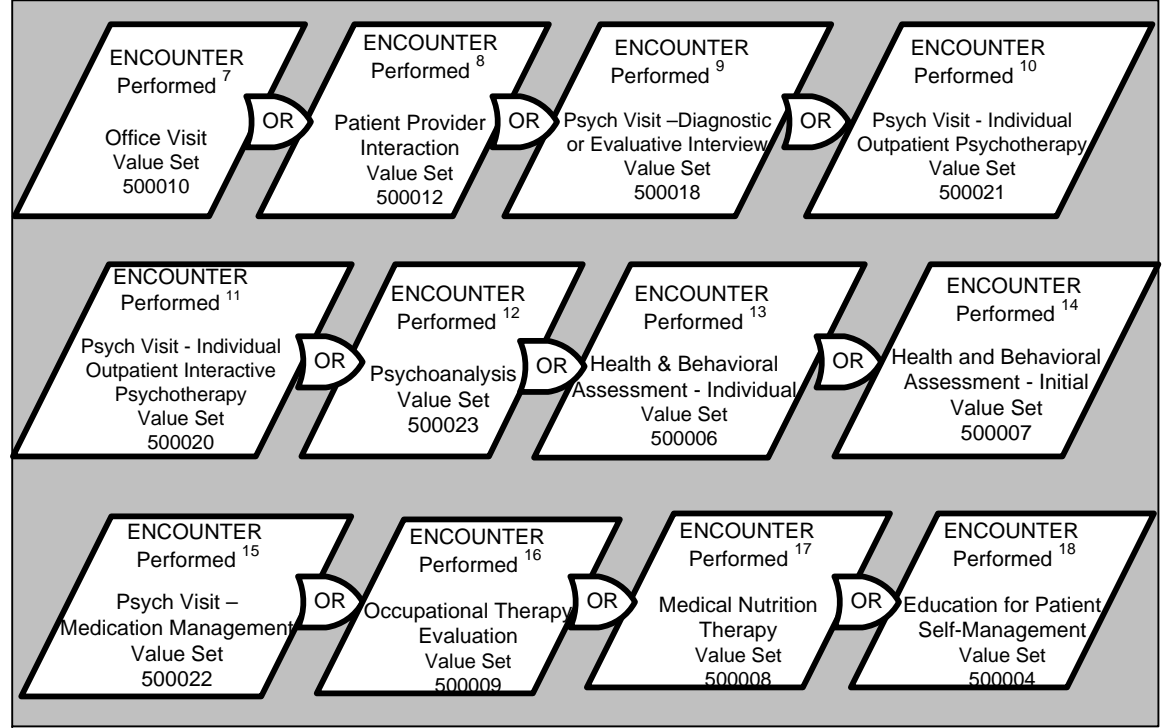 ENCOUNTER
Performed 7
Office Visit
Value Set
500010
OR
ENCOUNTER
Performed 8
Patient Provider
Interaction
Value Set
500012
OR
ENCOUNTER
Performed 9
Psych Visit –Diagnostic
or Evaluative Interview
Value Set
500018
OR
ENCOUNTER
Performed 10
Psych Visit - Individual
Outpatient Psychotherapy
Value Set
500021
ENCOUNTER
Performed 11
Psych Visit - Individual
Outpatient Interactive
Psychotherapy
Value Set
500020
OR
ENCOUNTER
Performed 12
Psychoanalysis
Value Set
500023
OR
ENCOUNTER
Performed 13
Health & Behavioral
Assessment - Individual
Value Set
500006
OR
ENCOUNTER
Performed 14
Health and Behavioral
Assessment - Initial
Value Set
500007
ENCOUNTER
Performed 15
Psych Visit –
Medication Management
Value Set
500022
OR
ENCOUNTER
Performed 16
Occupational Therapy
Evaluation
Value Set
500009
OR
ENCOUNTER
Performed 17
Medical Nutrition
Therapy
Value Set
500008
OR
ENCOUNTER
Performed 18
Education for Patient
Self-Management
Value Set
500004